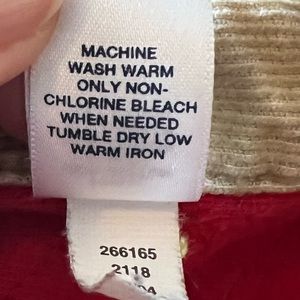 MACHINE
WASH WARM
ONLY NON-
CHLORINE BLEACH
WHEN NEEDED
TUMBLE DRY LOW
WARM IRON
266165
2118